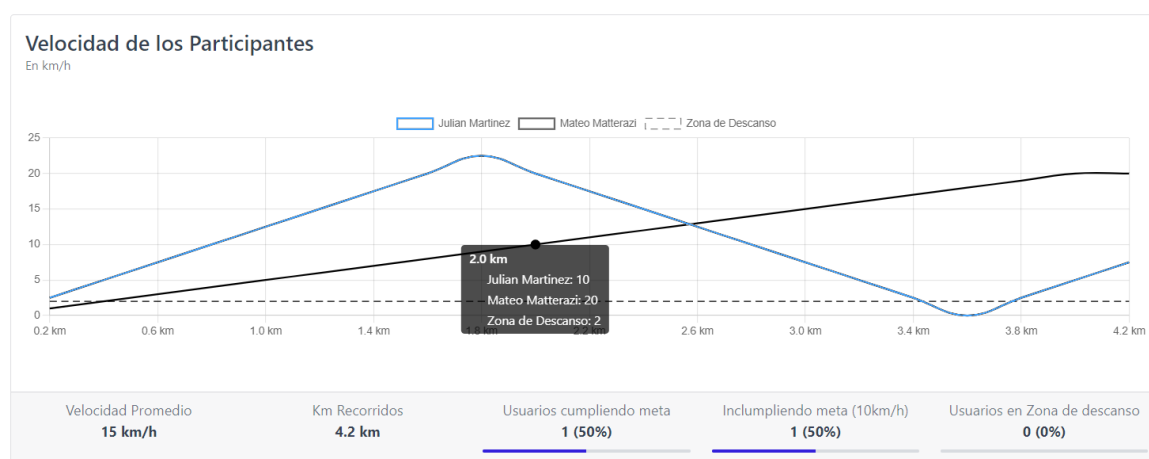 Velocidad de los Participantes
En km/h
Julian Martinez Mateo Matterazi Zona de Descanso
25
20
15
10
5
0
2.0 km
Julian Martinez: 10
Mateo Matterazi: 20
Zona de Descanso: 2
0.2 km 0.6 km 1.0 km 1.4 km 1.8 km 2.2 km 2.6 km 3.0 km 3.4 km 3.8 km 4.2 km
Velocidad Promedio Km Recorridos Usuarios cumpliendo meta Inclumpliendo meta (10km/h) Usuarios en Zona de descanso
15 km/h 4.2 km 1 (50%) 1 (50%) 0 (0%)